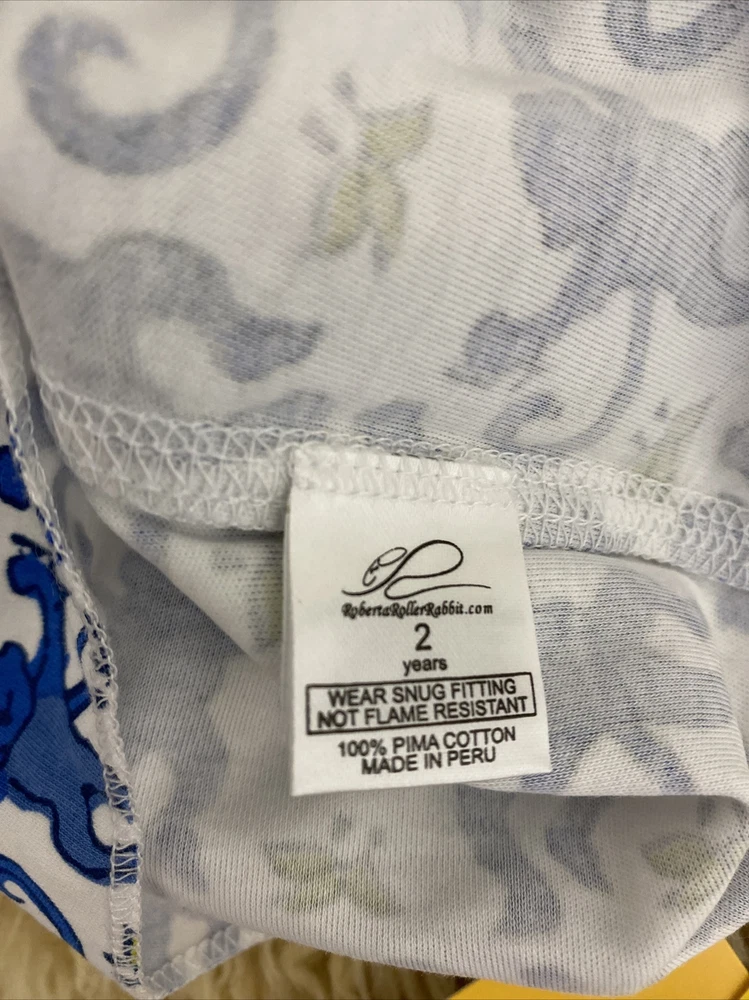 RobertaRollerRabbit.com
2
years
WEAR SNUG FITTING
NOT FLAME RESISTANT
100% PIMA COTTON
MADE IN PERU